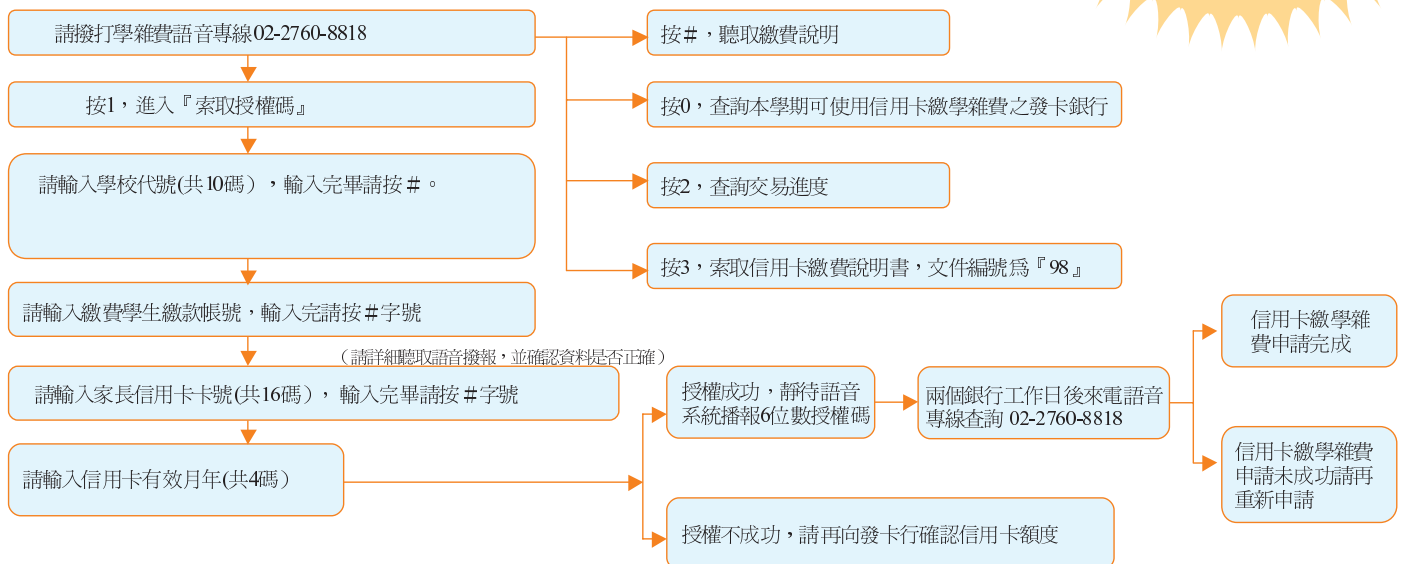 請撥打學雜費語音專線02-2760-8818
按1，進入『索取授權碼』
請輸入學校代號(共10碼），輸入完畢請按＃。
請輸入繳費學生繳款帳號，輸入完請按＃字號
（請詳細聽取語音撥報，並確認資料是否正確）
請輸入家長信用卡卡號(共16碼），輸入完畢請按＃字號
請輸入信用卡有效月年(共4碼）
按＃，聽取繳費說明
按0，查詢本學期可使用信用卡繳學雜費之發卡銀行
按2，查詢交易進度
按3，索取信用卡繳費說明書，文件編號為『98』
授權成功，靜待語音
系統播報6位數授權碼
授權不成功，請再向發卡行確認信用卡額度
兩個銀行工作日後來電語音
專線查詢 02-2760-8818
信用卡繳學雜
費申請完成
信用卡繳學雜費
申請未成功請再
重新申請